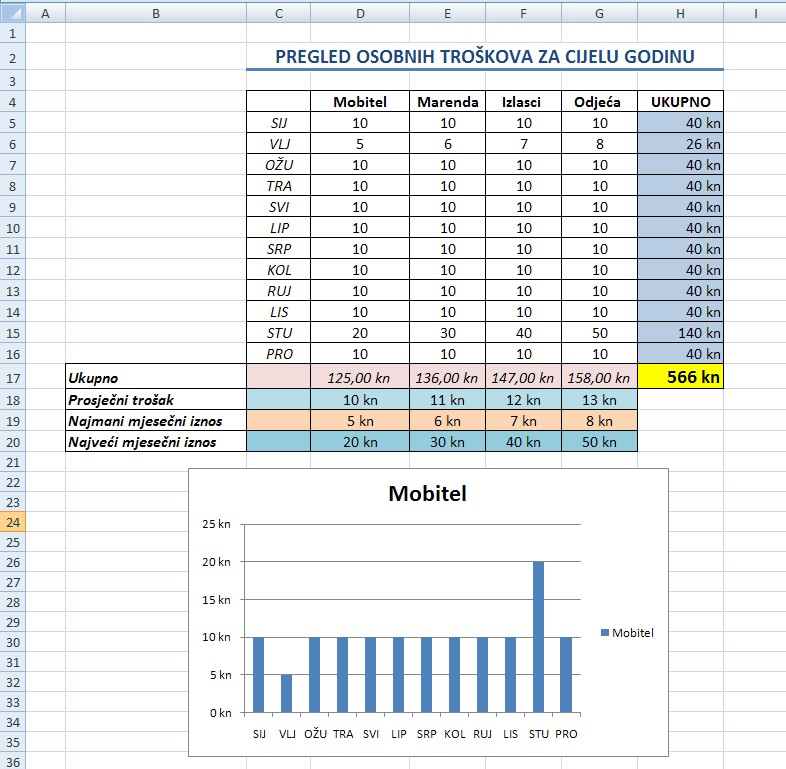 A B C D E F G H I
1
2 PREGLED OSOBNIH TROŠKOVA ZA CIJELU GODINU
3
4 Mobitel Marenda Izlasci Odjeća UKUPNO
5 SIJ 10 10 10 10 40 kn
6 VLJ 5 6 7 8 26 kn
7 OŽU 10 10 10 10 40 kn
8 TRA 10 10 10 10 40 kn
9 SVI 10 10 10 10 40 kn
10 LIP 10 10 10 10 40 kn
11 SRP 10 10 10 10 40 kn
12 KOL 10 10 10 10 40 kn
13 RUJ 10 10 10 10 40 kn
14 LIS 10 10 10 10 40 kn
15 STU 20 30 40 50 140 kn
16 PRO 10 10 10 10 40 kn
17 Ukupno 125,00 kn 136,00 kn 147,00 kn 158,00 kn 566 kn
18 Prosječni trošak 10 kn 11 kn 12 kn 13 kn
19 Najmani mjesečni iznos 5 kn 6 kn 7 kn 8 kn
20 Najveći mjesečni iznos 20 kn 30 kn 40 kn 50 kn
21
22
23
24
25
26
27
28
29
30
31
32
33
34
35
36
Mobitel
25 kn
20 kn
15 kn
10 kn
5 kn
0 kn
SIJ VLJ OŽU TRA SVI LIP SRP KOL RUJ LIS STU PRO
Mobitel